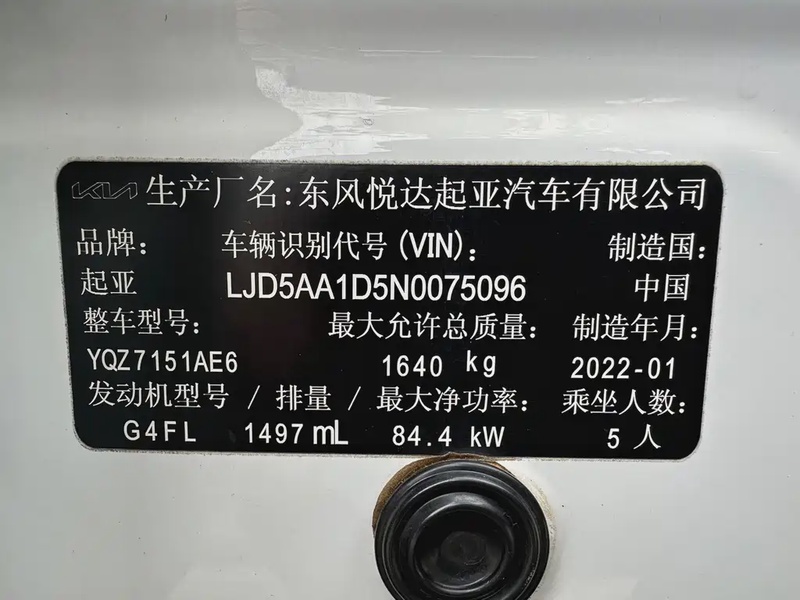 KIA 生产厂名:东风悦达起亚汽车有限公司
品牌: 车辆识别代号(VIN): 制造国:
起亚 LJD5AA1D5N0075096 中国
整车型号: 最大允许总质量: 制造年月:
YQZ7151AE6 1640 kg 2022-01
发动机型号 / 排量 / 最大净功率: 乘坐人数:
G4FL 1497 mL 84.4 kW 5 人